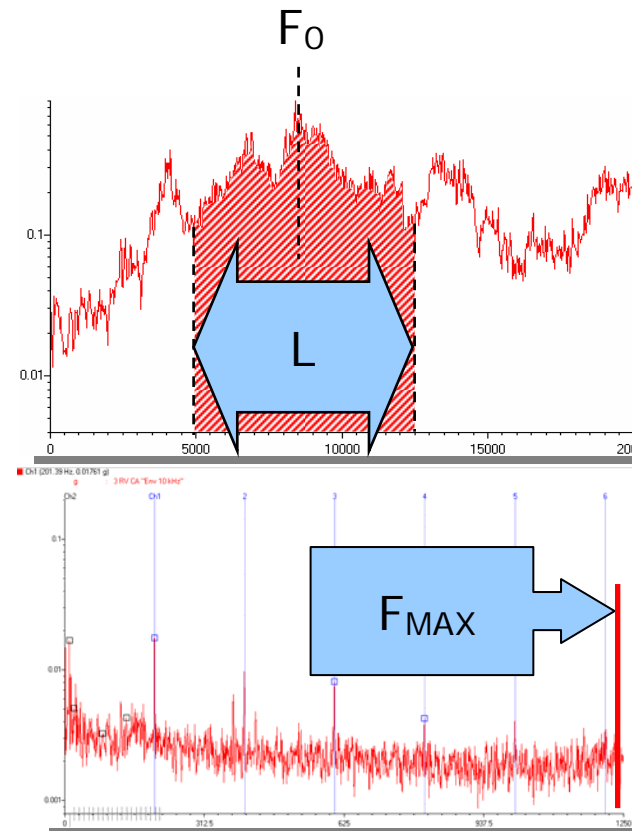 F0
0.1
L
0.01
0 5000 10000 15000 200
Ch1 (201.39 Hz, 0.01761 g)
g : 3 RV CA "Env 10 kHz"
Ch2 Ch1 2 3 4 5 6
0.1
FMAX
0.01
0.001
0 312.5 625 937.5 1250